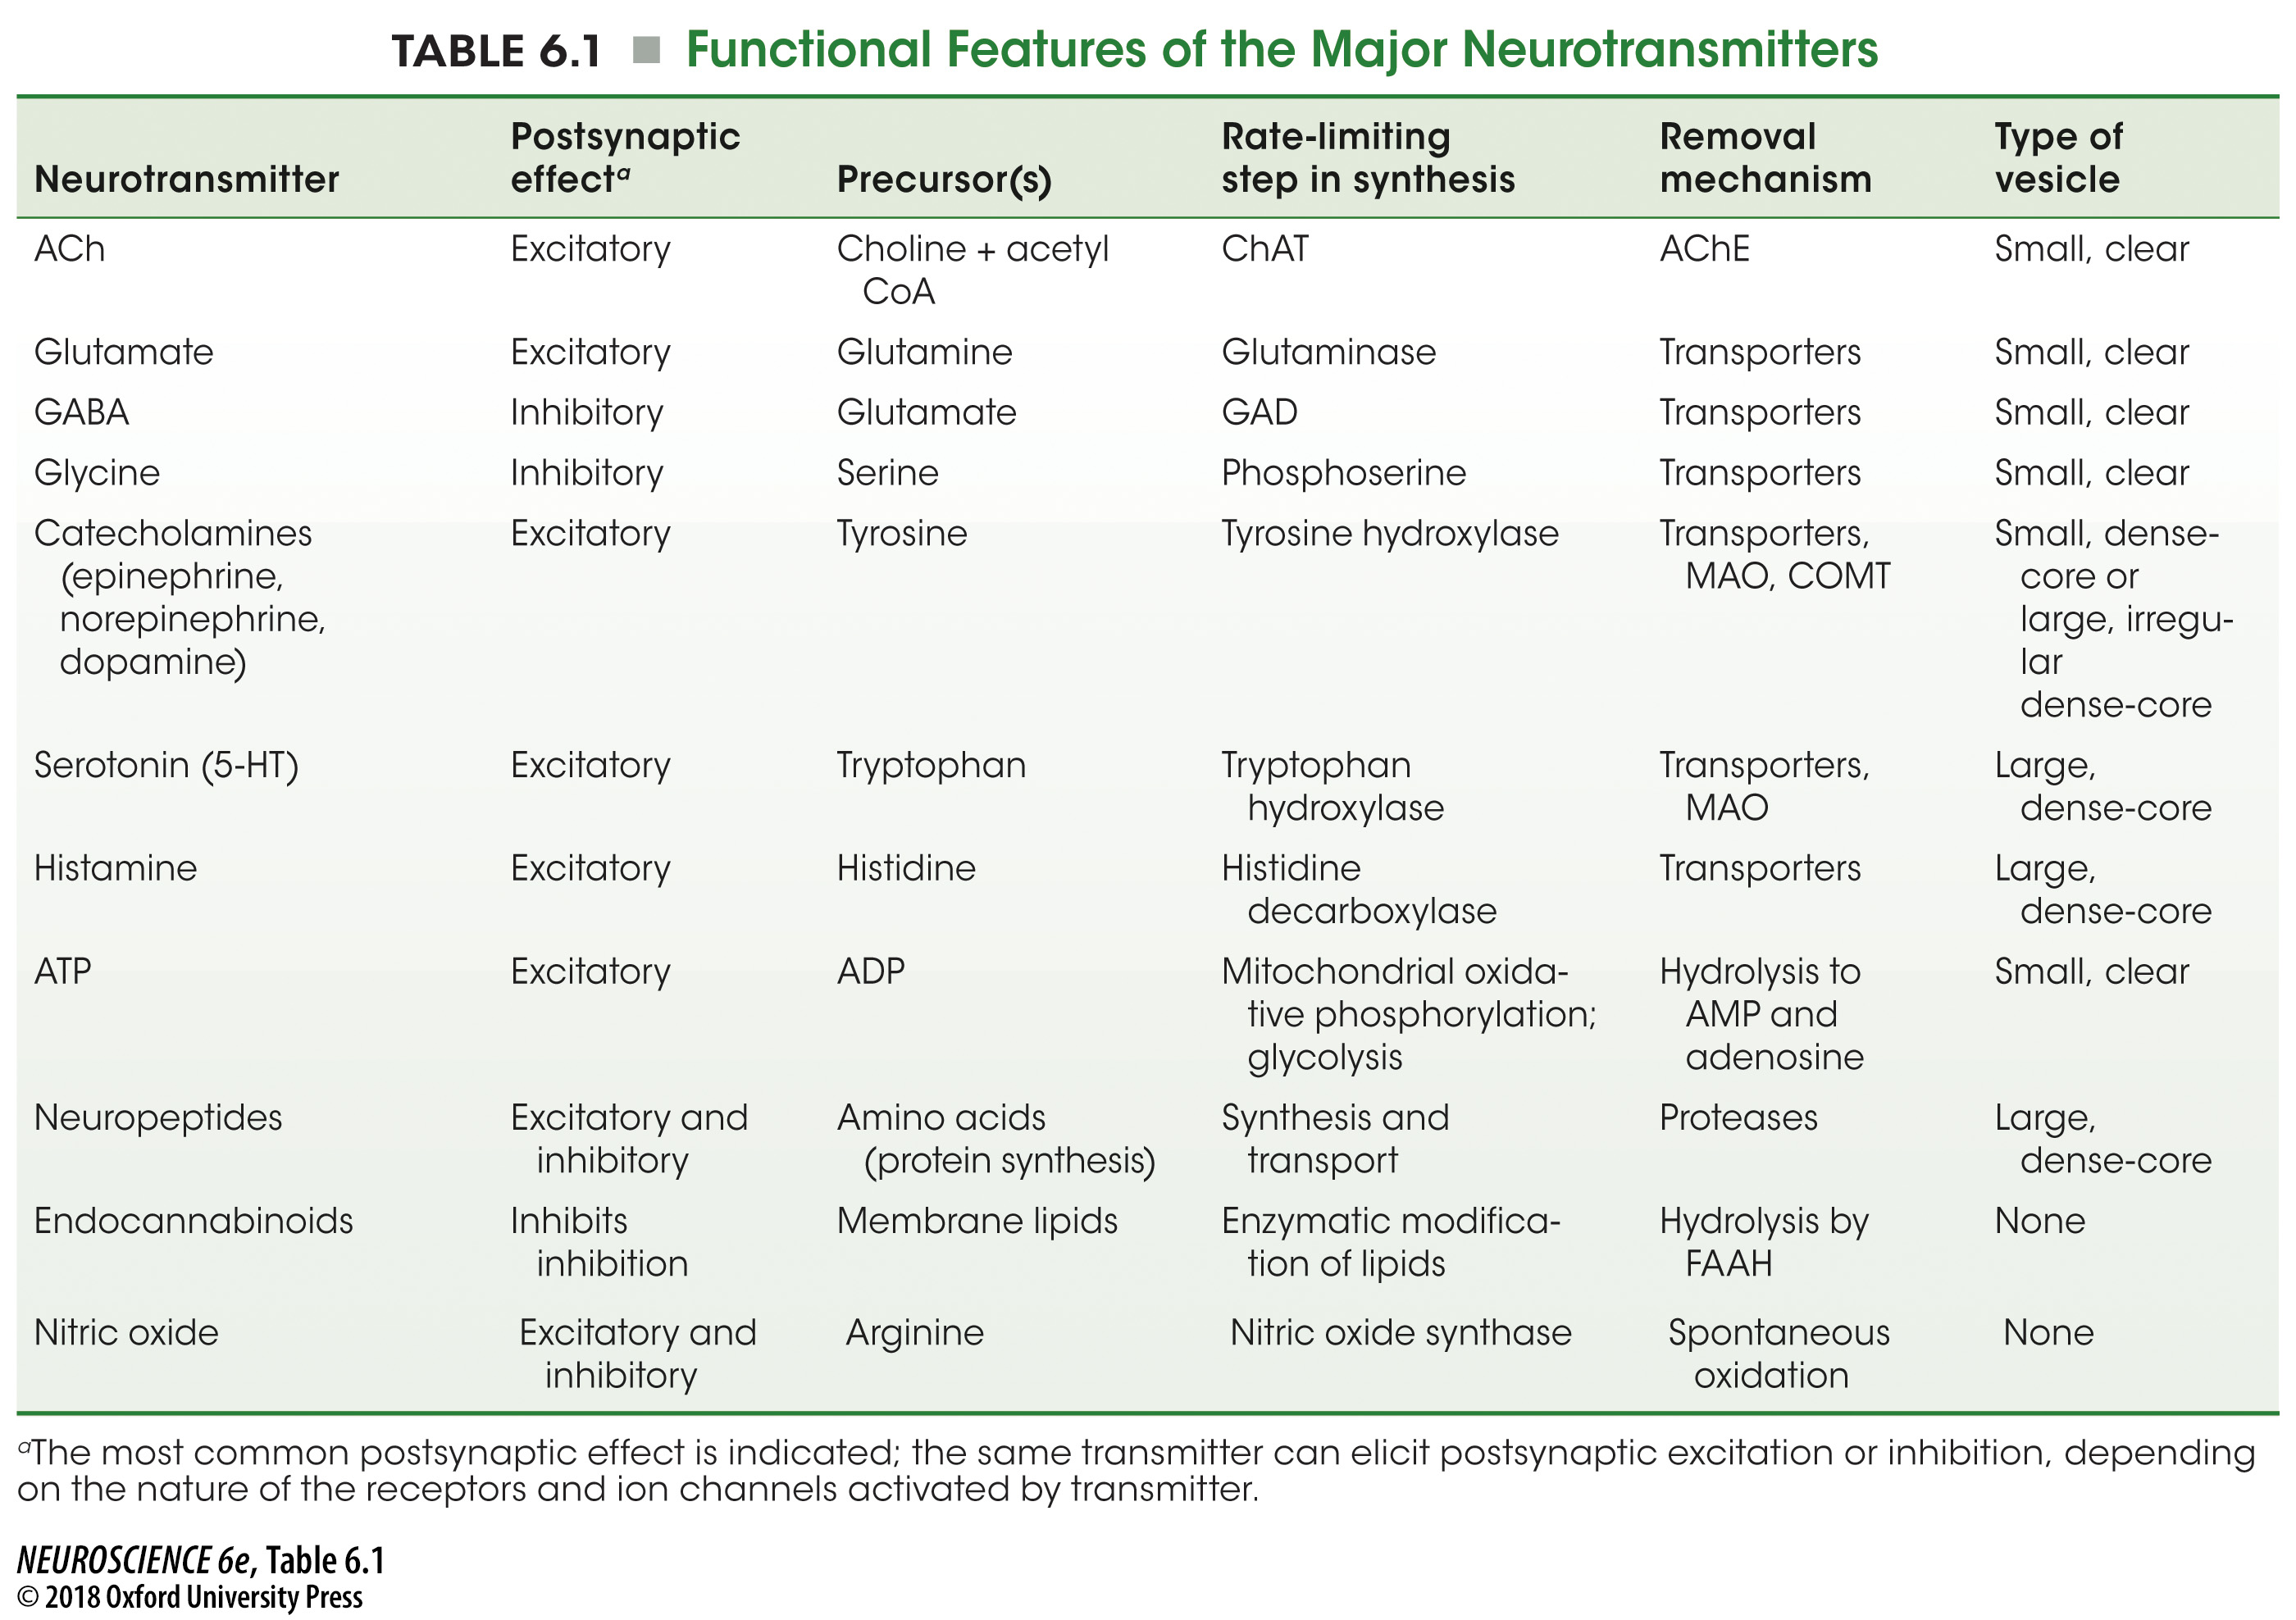 TABLE 6.1 ■ Functional Features of the Major Neurotransmitters
Neurotransmitter Postsynaptic effectᵃ Precursor(s) Rate-limiting step in synthesis Removal mechanism Type of vesicle
ACh Excitatory Choline + acetyl CoA ChAT AChE Small, clear
Glutamate Excitatory Glutamine Glutaminase Transporters Small, clear
GABA Inhibitory Glutamate GAD Transporters Small, clear
Glycine Inhibitory Serine Phosphoserine Transporters Small, clear
Catecholamines (epinephrine, norepinephrine, dopamine) Excitatory Tyrosine Tyrosine hydroxylase Transporters, MAO, COMT Small, dense-core or large, irregu-lar dense-core
Serotonin (5-HT) Excitatory Tryptophan Tryptophan hydroxylase Transporters, MAO Large, dense-core
Histamine Excitatory Histidine Histidine decarboxylase Transporters Large, dense-core
ATP Excitatory ADP Mitochondrial oxida-tive phosphorylation; glycolysis Hydrolysis to AMP and adenosine Small, clear
Neuropeptides Excitatory and inhibitory Amino acids (protein synthesis) Synthesis and transport Proteases Large, dense-core
Endocannabinoids Inhibits inhibition Membrane lipids Enzymatic modifica-tion of lipids Hydrolysis by FAAH None
Nitric oxide Excitatory and inhibitory Arginine Nitric oxide synthase Spontaneous oxidation None
ᵃThe most common postsynaptic effect is indicated; the same transmitter can elicit postsynaptic excitation or inhibition, depending
on the nature of the receptors and ion channels activated by transmitter.
NEUROSCIENCE 6e, Table 6.1
© 2018 Oxford University Press